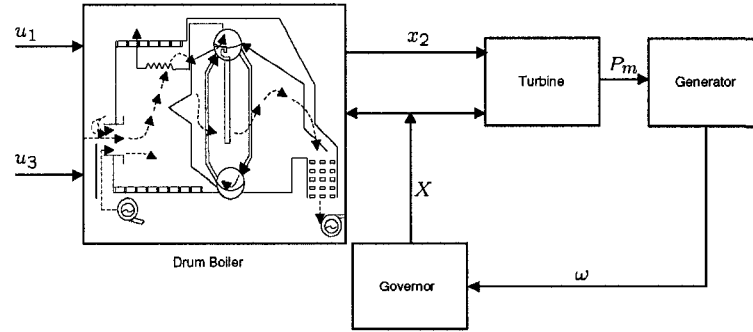 u₁
x₂
Turbine
Pₘ
Generator
u₃
X
Drum Boiler
Governor
ω